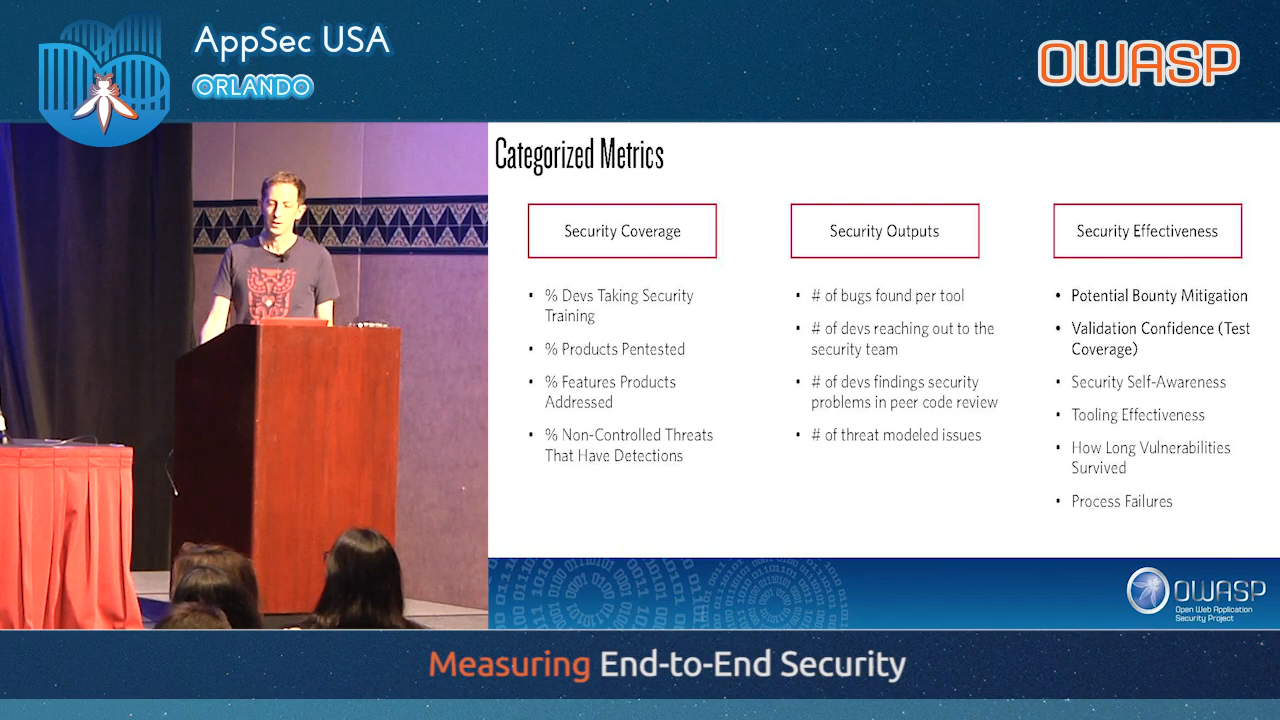 AppSec USA
ORLANDO
OWASP
Categorized Metrics
Security Coverage
• % Devs Taking Security
Training
• % Products Pentested
• % Features Products
Addressed
• % Non-Controlled Threats
That Have Detections
Security Outputs
• # of bugs found per tool
• # of devs reaching out to the
security team
• # of devs findings security
problems in peer code review
• # of threat modeled issues
Security Effectiveness
• Potential Bounty Mitigation
• Validation Confidence (Test
Coverage)
• Security Self-Awareness
• Tooling Effectiveness
• How Long Vulnerabilities
Survived
• Process Failures
OWASP
Open Web Application
Security Project
Measuring End-to-End Security